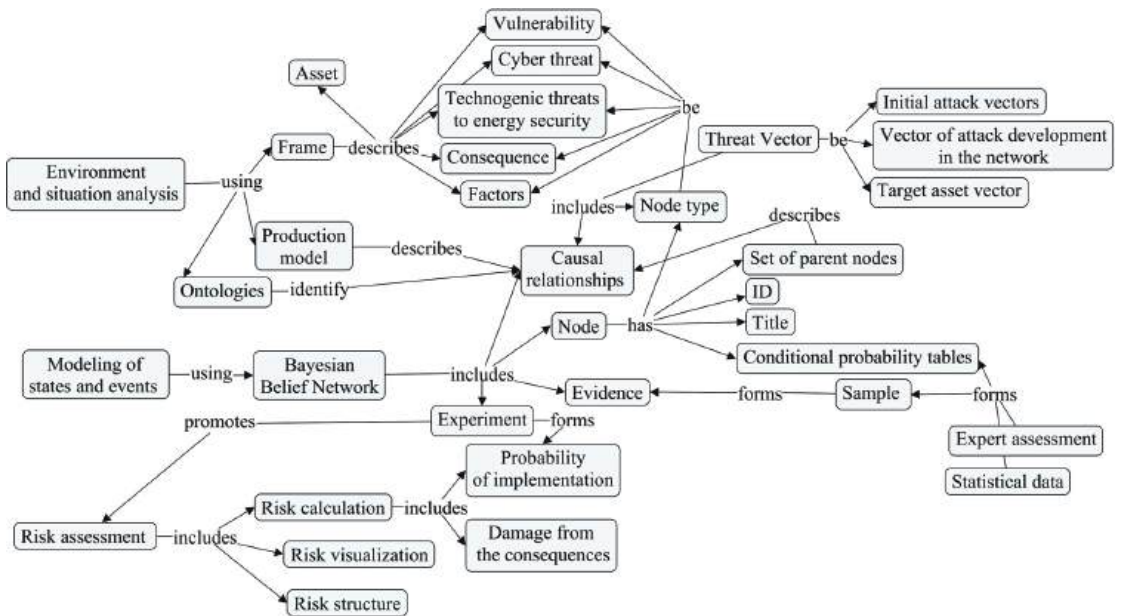 Vulnerability
Cyber threat
Asset
Technogenic threats
to energy security
be
Initial attack vectors
Threat Vector
be
Vector of attack development
in the network
Frame
describes
Consequence
Environment
and situation analysis
using
Target asset vector
Factors
includes
Node type
describes
Production
model
describes
Causal
relationships
Set of parent nodes
Ontologies
identify
ID
Node
has
Title
Modeling of
states and events
using
Bayesian
Belief Network
includes
Conditional probability tables
Evidence
forms
Sample
forms
promotes
Experiment
forms
Expert assessment
Probability
of implementation
Statistical data
Risk calculation
includes
Risk assessment
includes
Damage from
the consequences
Risk visualization
Risk structure